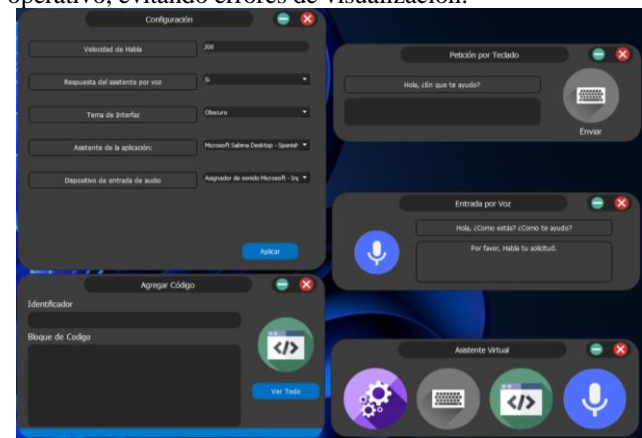 operativo, evitando errores de visualización.
Configuración
Velocidad de Habla
200
Respuesta del asistente por voz
Si
Tema de Interfaz
Obscuro
Asistente de la aplicación:
Microsoft Sabina Desktop - Spanish
Dispositivo de entrada de audio
Asignador de sonido Microsoft - Inp
Aplicar
Petición por Teclado
Hola, ¿En que te ayudo?
Enviar
Entrada por Voz
Hola, ¿Como estás? ¿Como te ayudo?
Por favor, Habla tu solicitud.
Agregar Código
Identificador
Bloque de Codigo
</>
Ver Todo
Asistente Virtual
</>